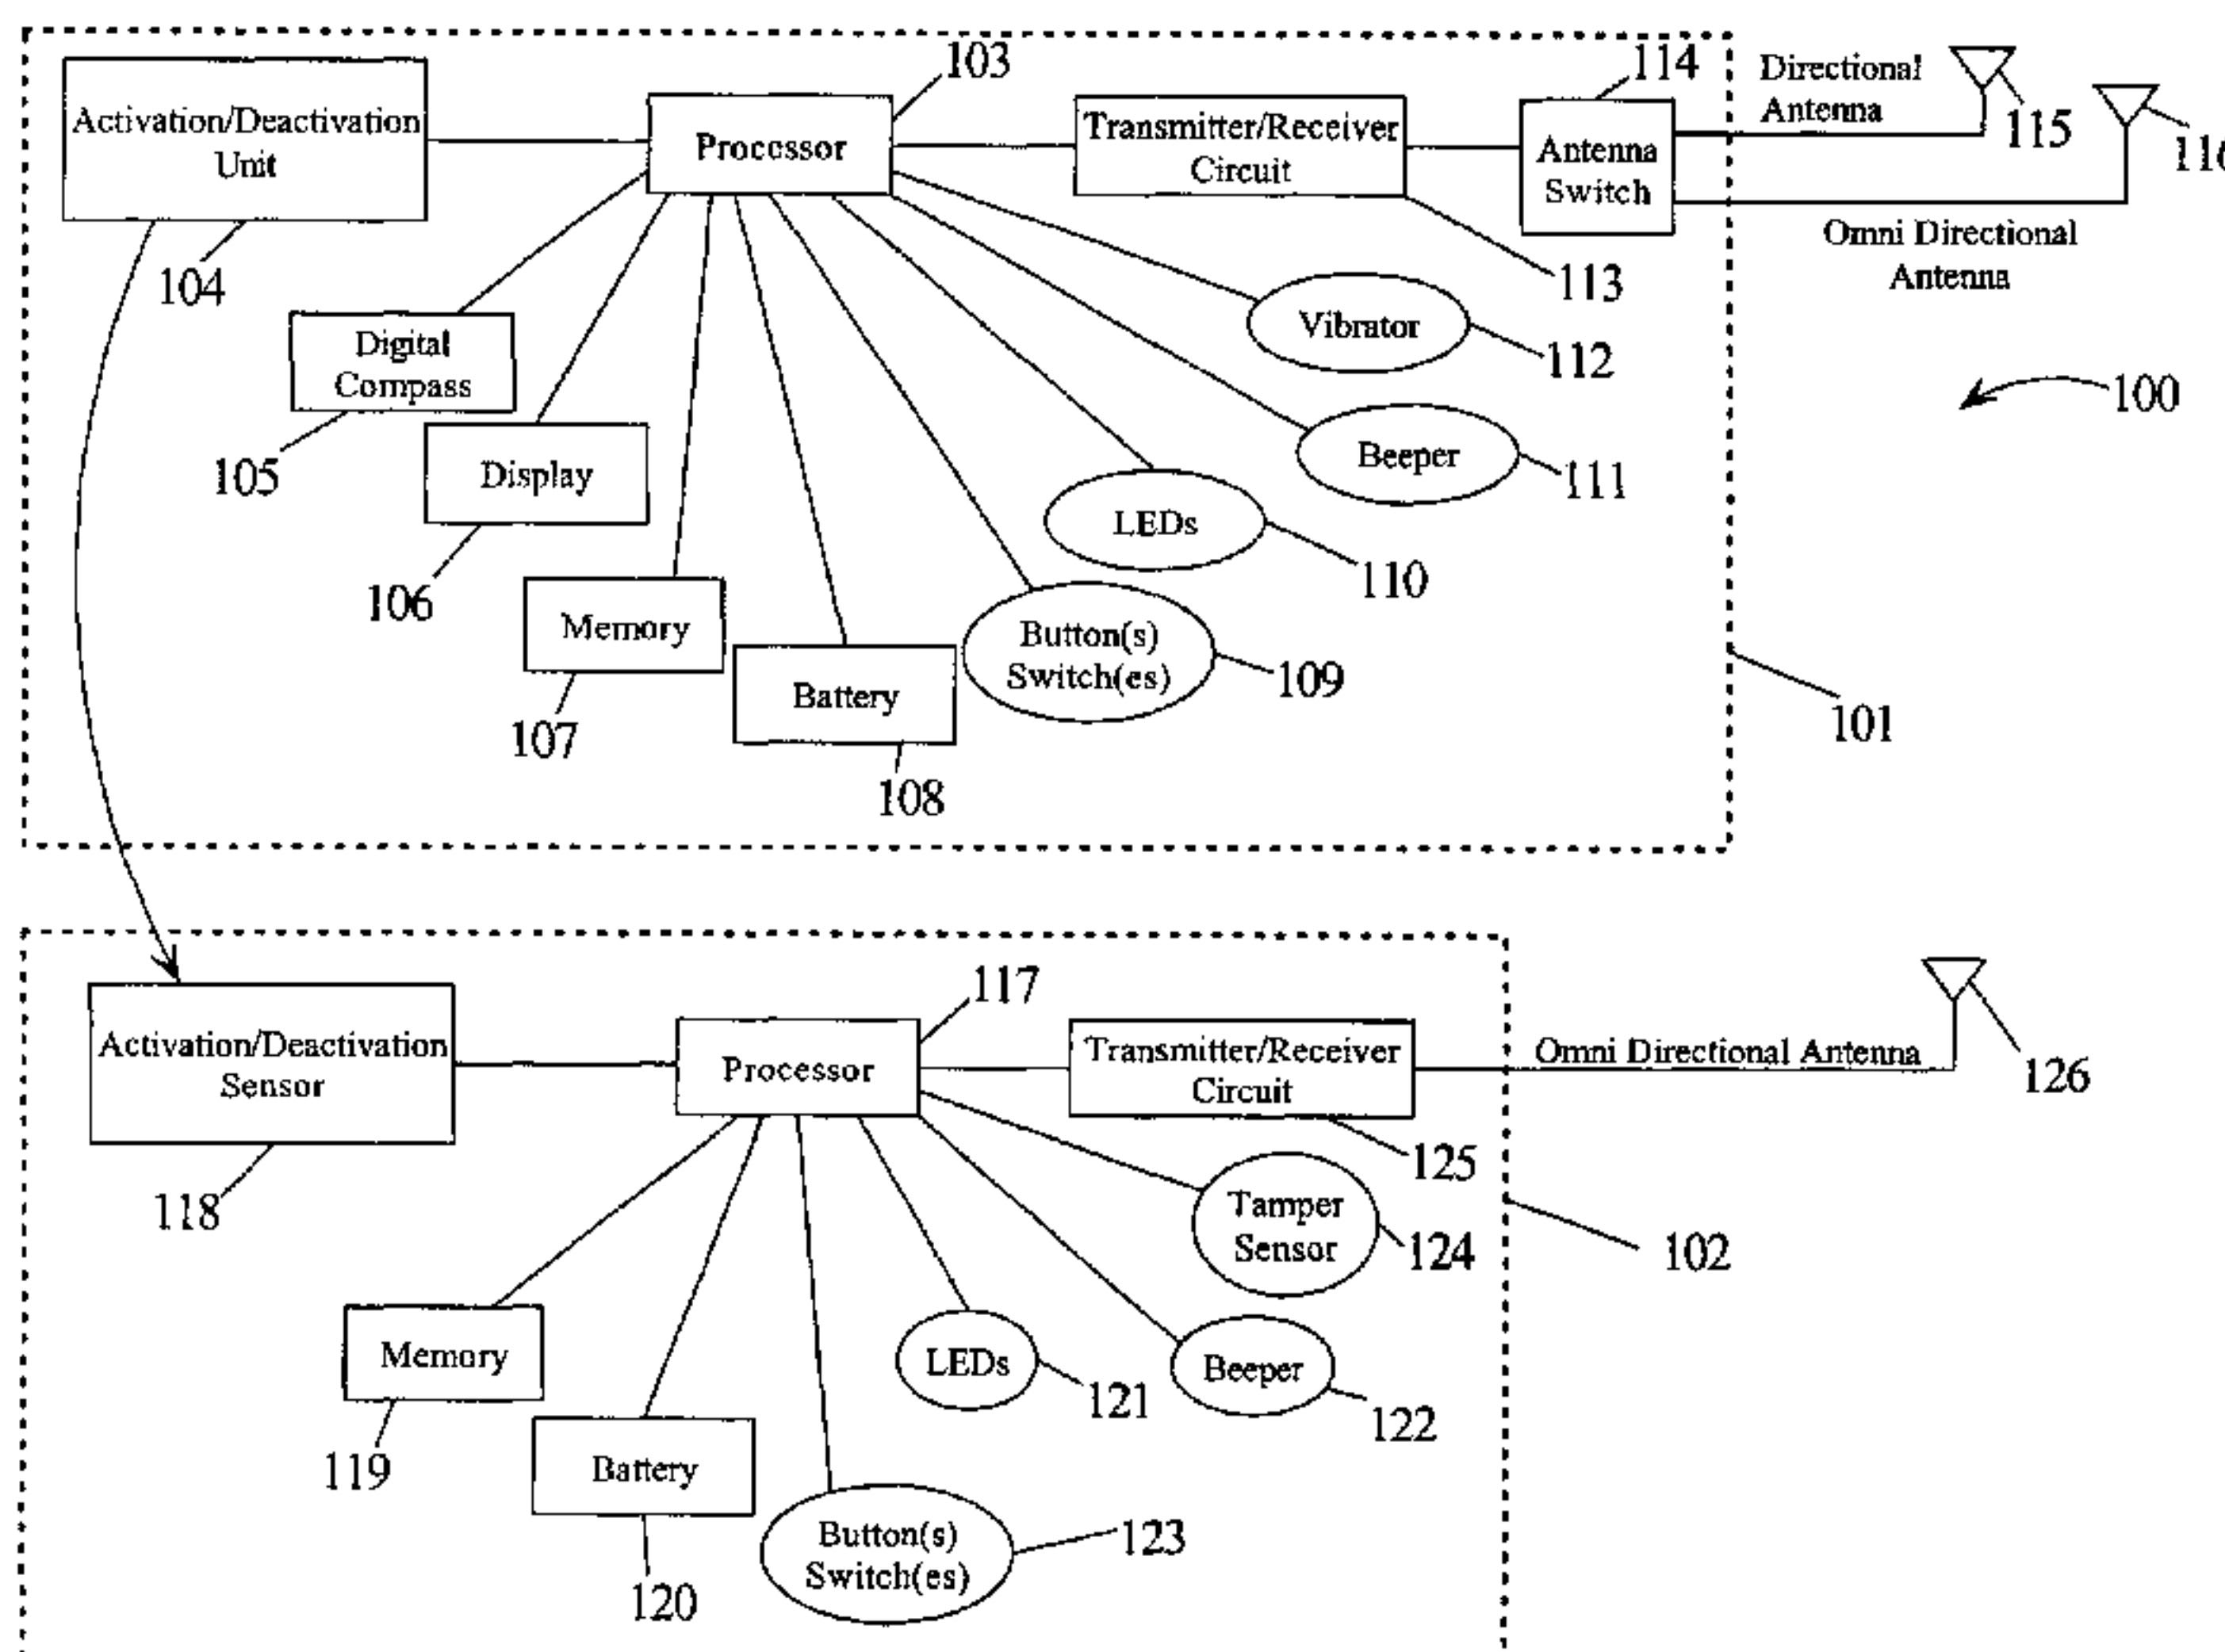 103
114
Directional
Antenna
115
116
Activation/Deactivation
Unit
Processor
Transmitter/Receiver
Circuit
Antenna
Switch
Omni Directional
Antenna
104
113
Digital
Compass
Vibrator
112
100
105
Display
Beeper
111
LEDs
110
106
Memory
Button(s)
Switch(es)
109
107
Battery
101
108
117
Activation/Deactivation
Sensor
Processor
Transmitter/Receiver
Circuit
Omni Directional Antenna
126
125
118
Tamper
Sensor
124
102
Memory
LEDs
121
Beeper
122
119
Battery
Button(s)
Switch(es)
123
120